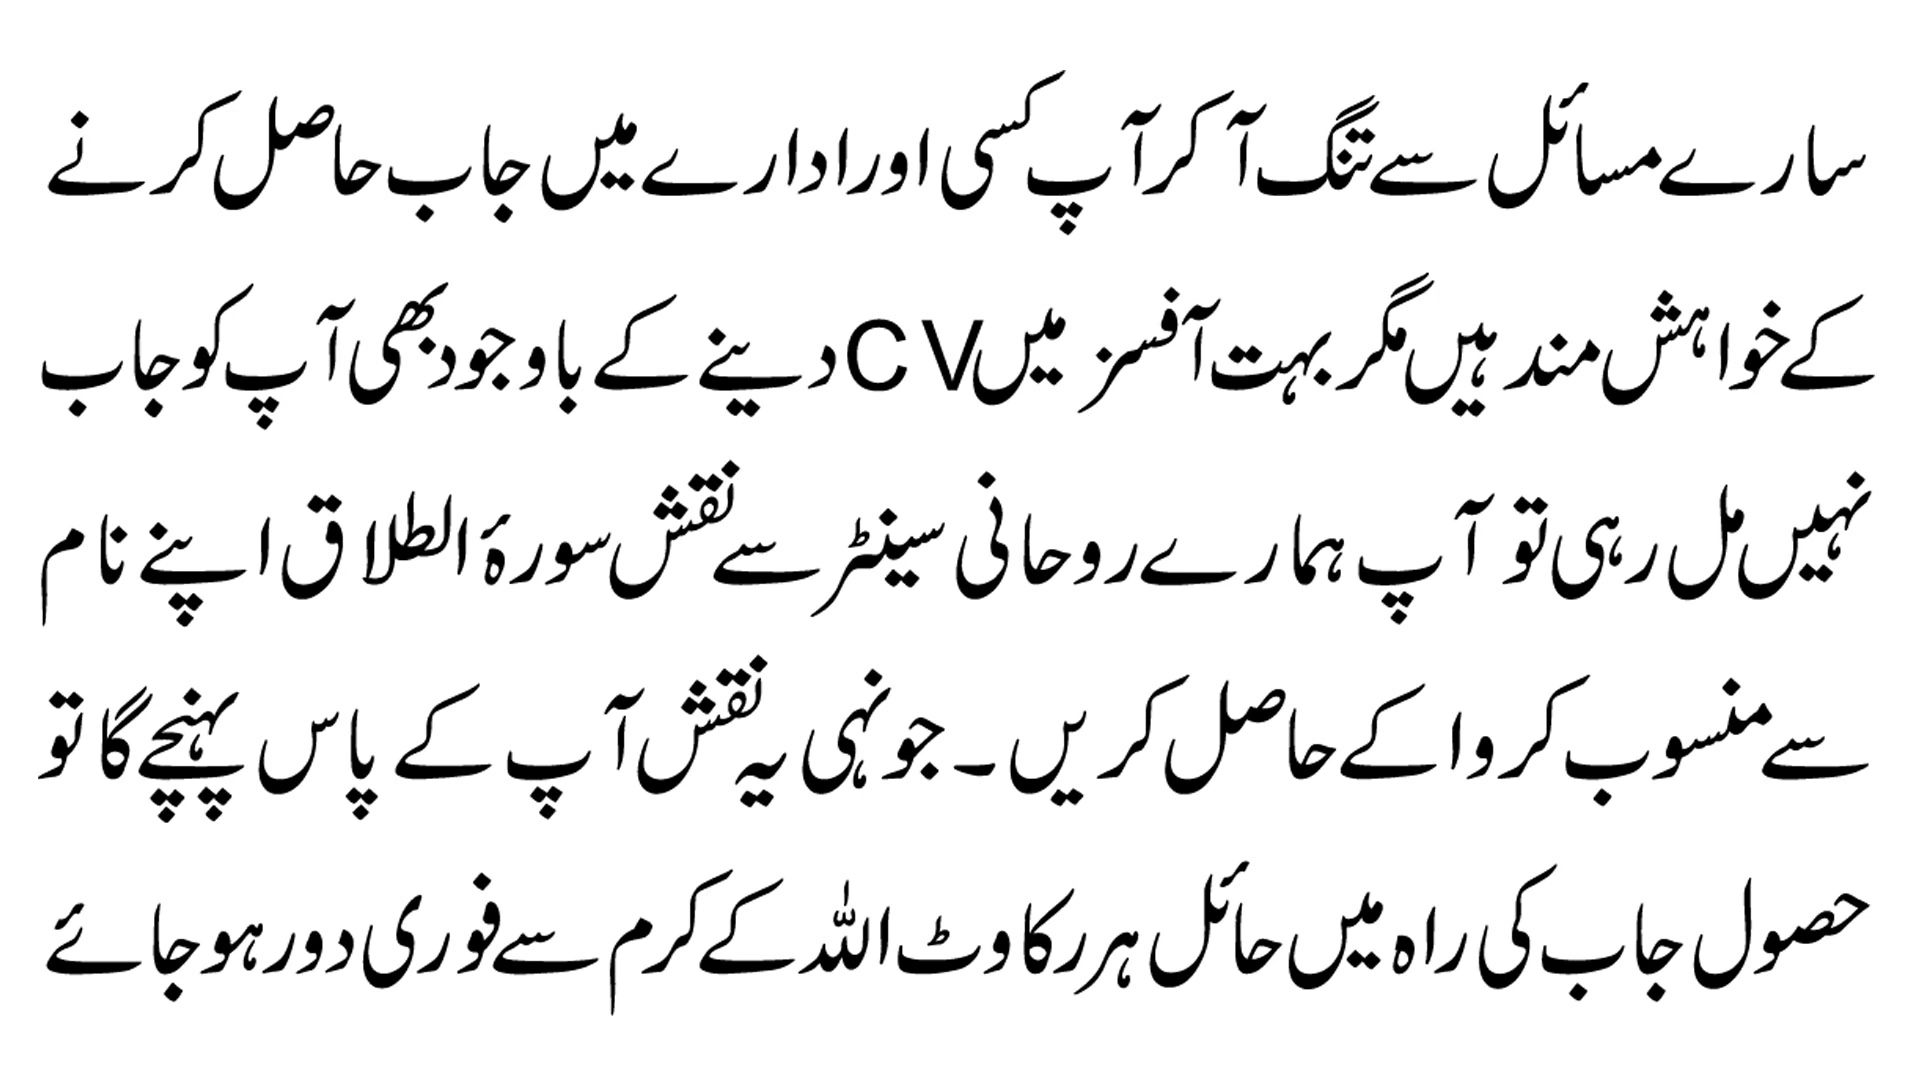 سارے مسائل سے تنگ آ کر آپ کسی اور ادارے میں جاب حاصل کرنے
کے خواہش مند ہیں مگر بہت آفسز میں CV دینے کے باوجود بھی آپ کو جاب
نہیں مل رہی تو آپ ہمارے روحانی سینٹر سے نقش سورۂ الطلاق اپنے نام
سے منسوب کروا کے حاصل کریں۔ جونہی یہ نقش آپ کے پاس پہنچے گا تو
حصول جاب کی راہ میں حائل ہر رکاوٹ اللہ کے کرم سے فوری دور ہو جائے